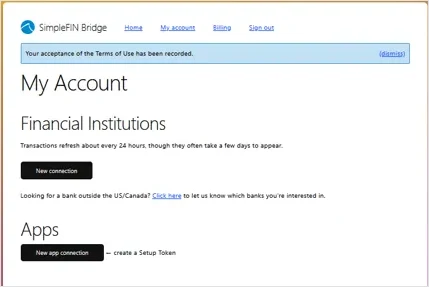 SimpleFIN Bridge Home My account Billing Sign out
Your acceptance of the Terms of Use has been recorded. (dismiss)
My Account
Financial Institutions
Transactions refresh about every 24 hours, though they often take a few days to appear.
New connection
Looking for a bank outside the US/Canada? Click here to let us know which banks you're interested in.
Apps
New app connection ← create a Setup Token